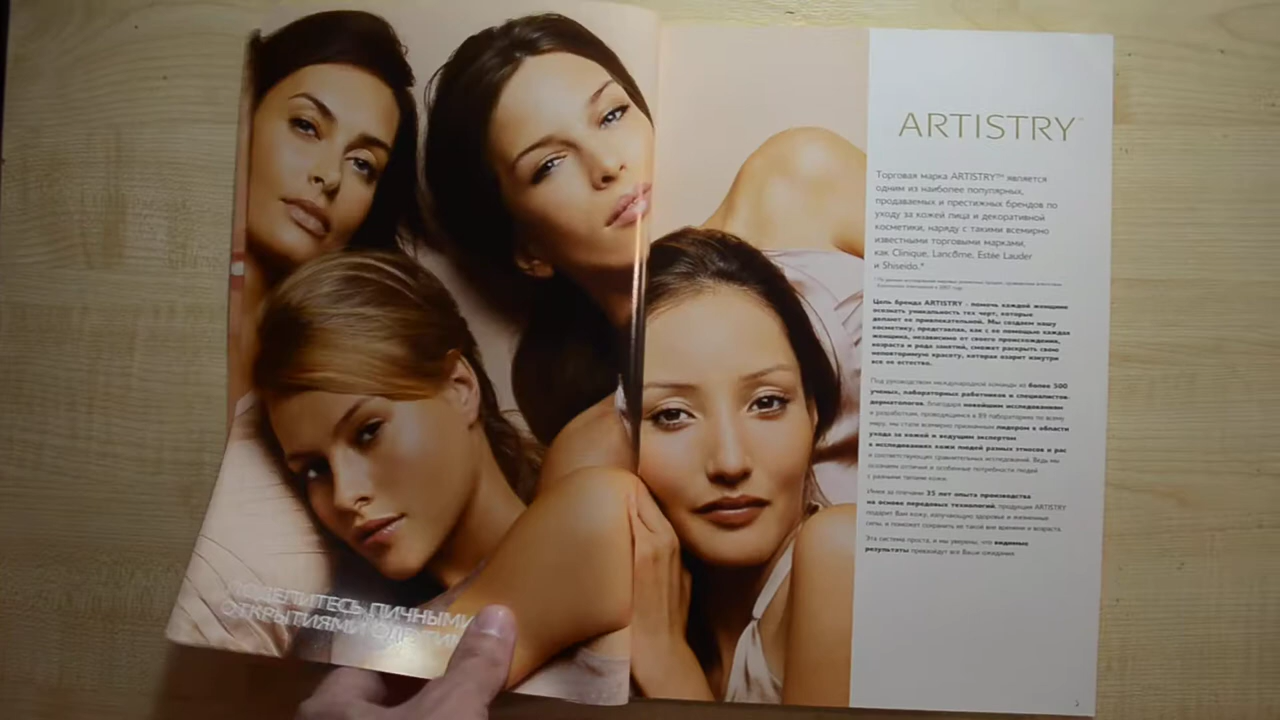 ПОДЕЛИТЕСЬ ЛИЧНЫМИ
ОТКРЫТИЯМИ
ARTISTRY™
Торговая марка ARTISTRY™ является
одним из наиболее популярных,
продаваемых и престижных брендов по
уходу за кожей лица и декоративной
косметики, наряду с такими всемирно
известными торговыми марками,
как Clinique, Lancôme, Estée Lauder
и Shiseido.*
Цель бренда ARTISTRY - помочь каждой женщине
осознать уникальность тех черт, которые
делают ее привлекательной. Мы создаем нашу
косметику, представляя, как с ее помощью каждая
женщина, независимо от своего происхождения,
возраста и рода занятий, сможет раскрыть свою
неповторимую красоту, которая озарит изнутри
все ее естество.
Под руководством международной команды из более 500
ученых, лабораторных работников и специалистов-
дерматологов, благодаря новейшим исследованиям
и разработкам, проводящимся в 89 лабораториях по всему
миру, мы стали всемирно признанным лидером в области
ухода за кожей и ведущим экспертом
в исследованиях кожи людей разных этносов и рас
и соответствующих сравнительных исследований. Ведь мы
осознаем отличия и особенные потребности людей
с разными типами кожи.
Имея за плечами 35 лет опыта производства
на основе передовых технологий, продукция ARTISTRY
подарит Вам кожу, излучающую здоровье и жизненные
силы, и поможет сохранить ее такой вне времени и возраста.
Эта система проста, и мы уверены, что видимые
результаты превзойдут все Ваши ожидания.